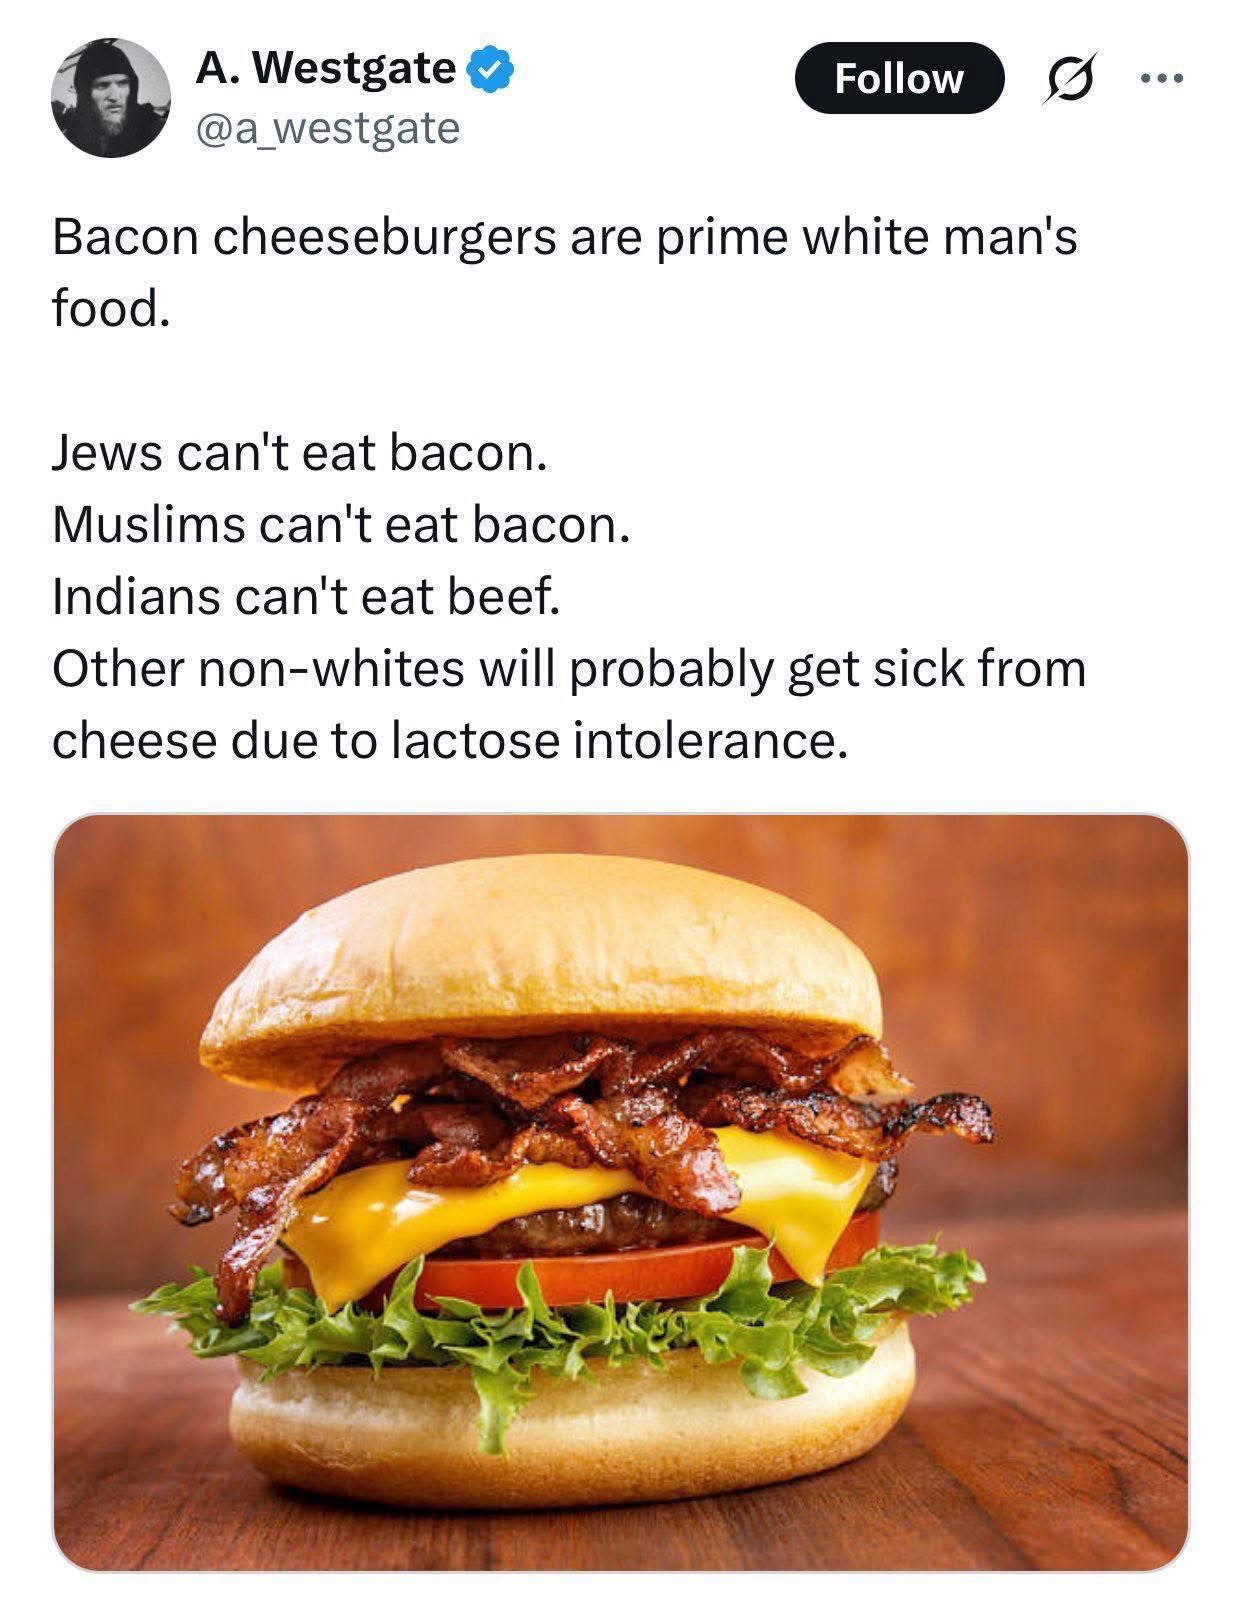 A. Westgate
Follow
@a_westgate
Bacon cheeseburgers are prime white man's
food.
Jews can't eat bacon.
Muslims can't eat bacon.
Indians can't eat beef.
Other non-whites will probably get sick from
cheese due to lactose intolerance.